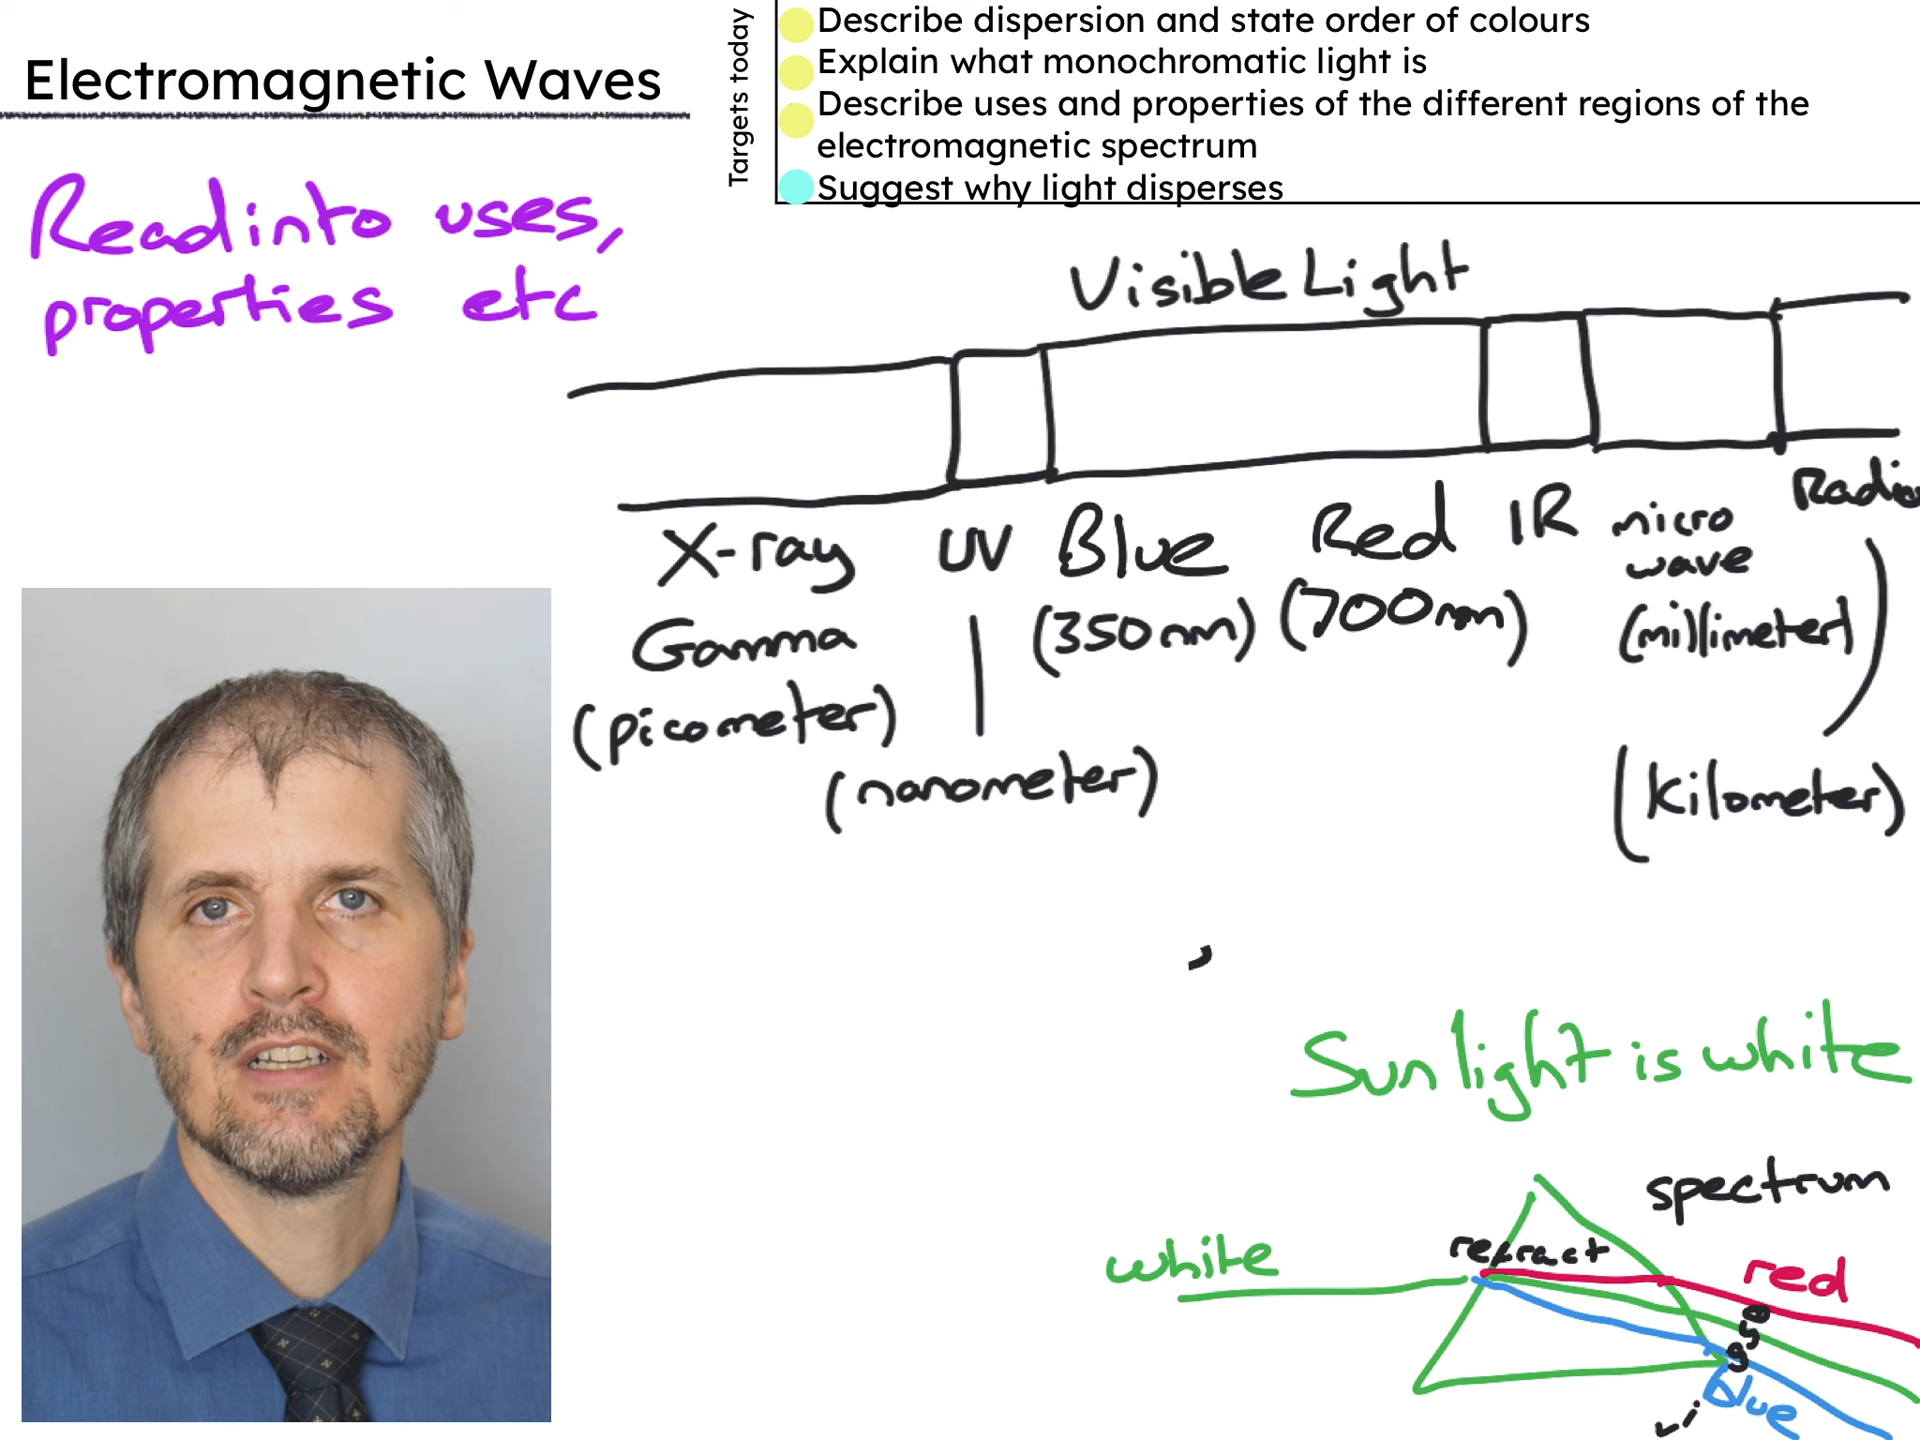 Electromagnetic Waves
Targets today
Describe dispersion and state order of colours
Explain what monochromatic light is
Describe uses and properties of the different regions of the
electromagnetic spectrum
Suggest why light disperses
Read into uses,
properties etc
Visible Light
X-ray UV Blue Red IR micro Radio
wave
Gamma (350nm) (700nm) (millimeter)
(picometer)
(nanometer) (kilometer)
Sun light is white
spectrum
white refract red
o
y
g
blue
i
v